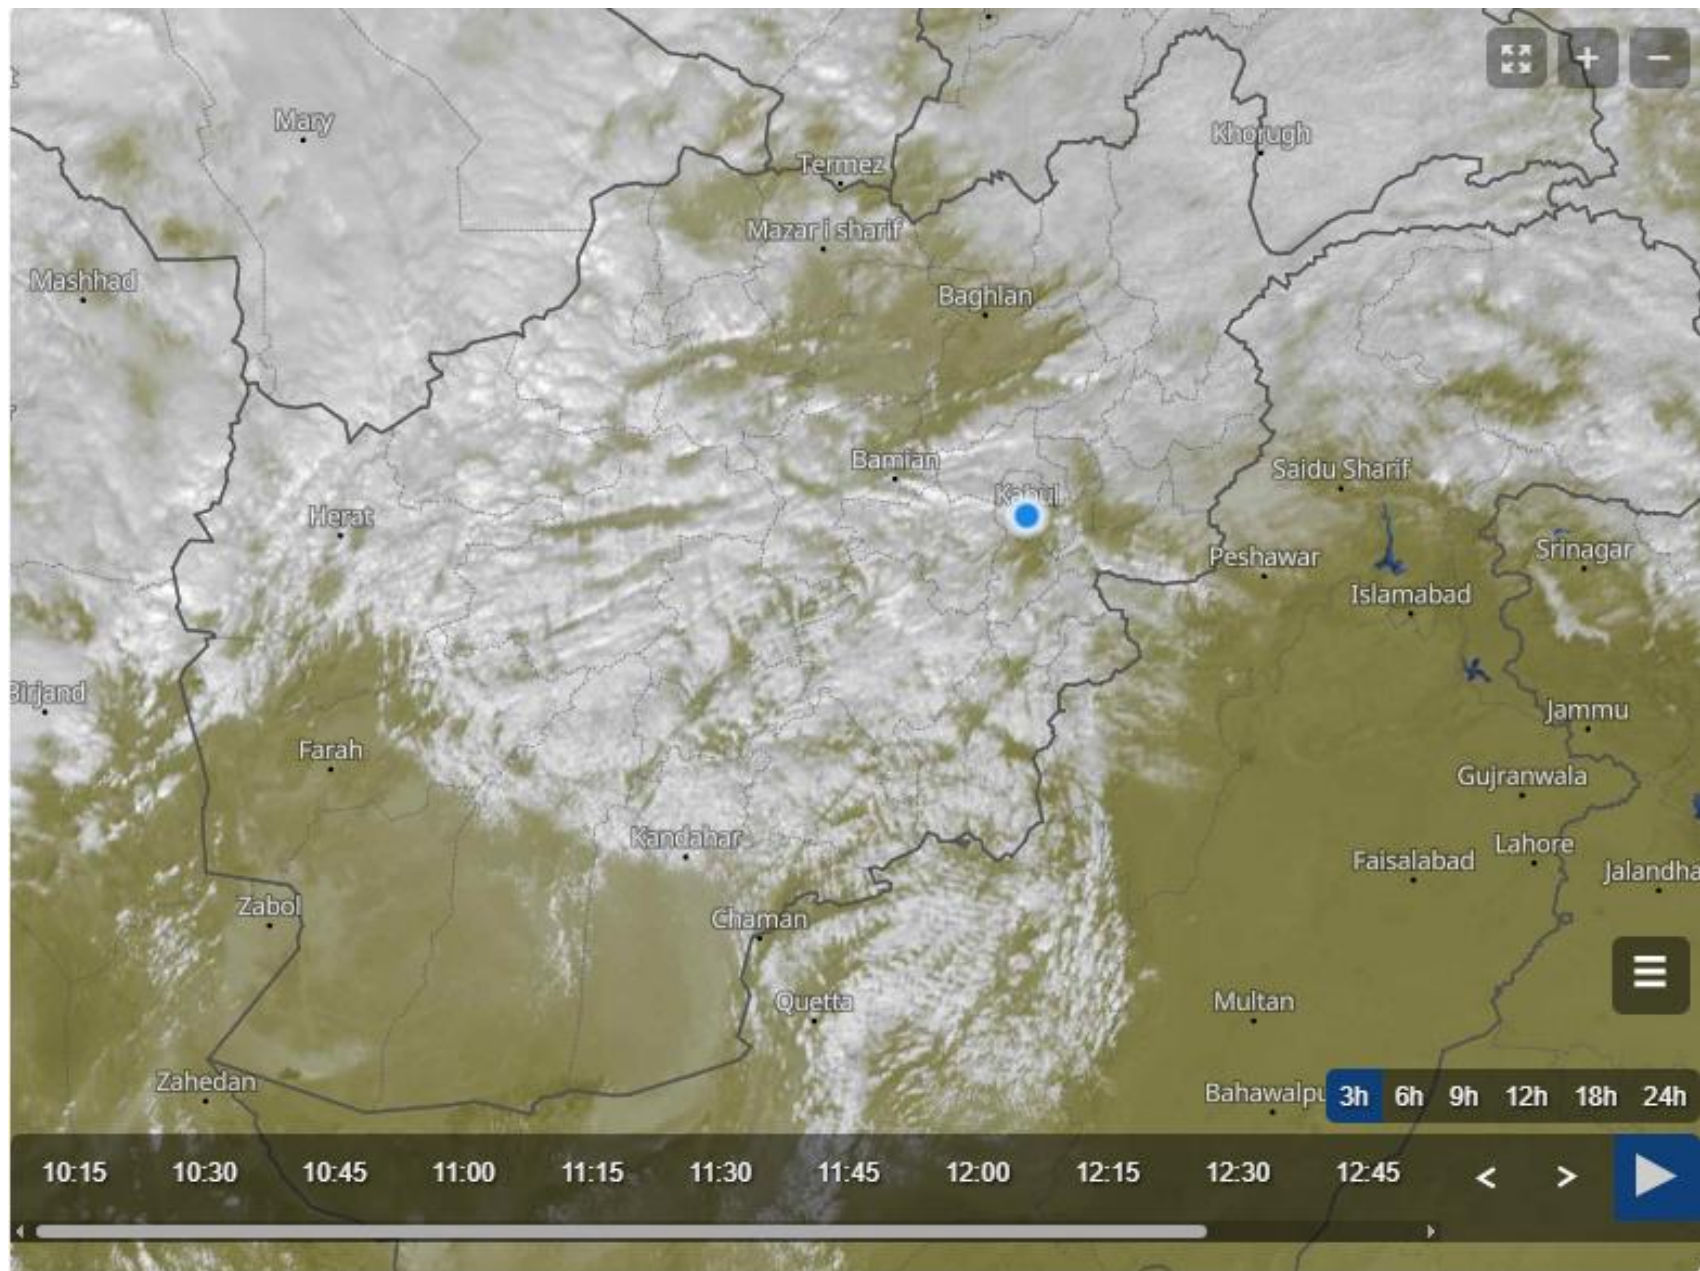 Mary
Khorugh
Termez
Mazar i sharif
Mashhad
Baghlan
Bamian
Saidu Sharif
Kabul
Herat
Srinagar
Peshawar
Islamabad
Birjand
Jammu
Farah
Gujranwala
Kandahar
Lahore
Faisalabad
Jalandha
Zabol
Chaman
Quetta
Multan
Zahedan
Bahawalpu
3h 6h 9h 12h 18h 24h
10:15 10:30 10:45 11:00 11:15 11:30 11:45 12:00 12:15 12:30 12:45 < >